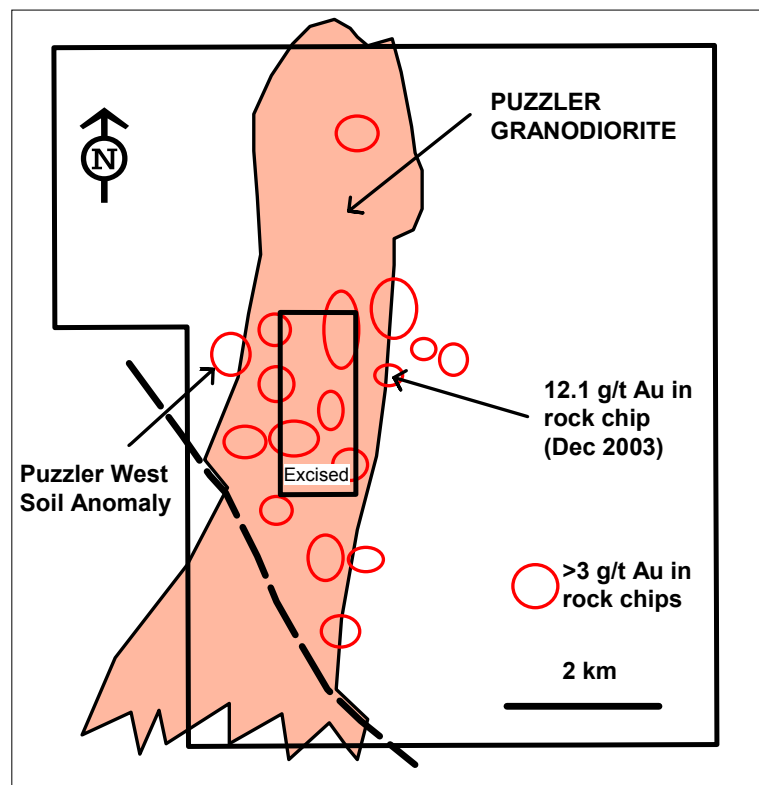 PUZZLER
GRANODIORITE
N
12.1 g/t Au in
rock chip
(Dec 2003)
Puzzler West
Soil Anomaly
Excised
>3 g/t Au in
rock chips
2 km